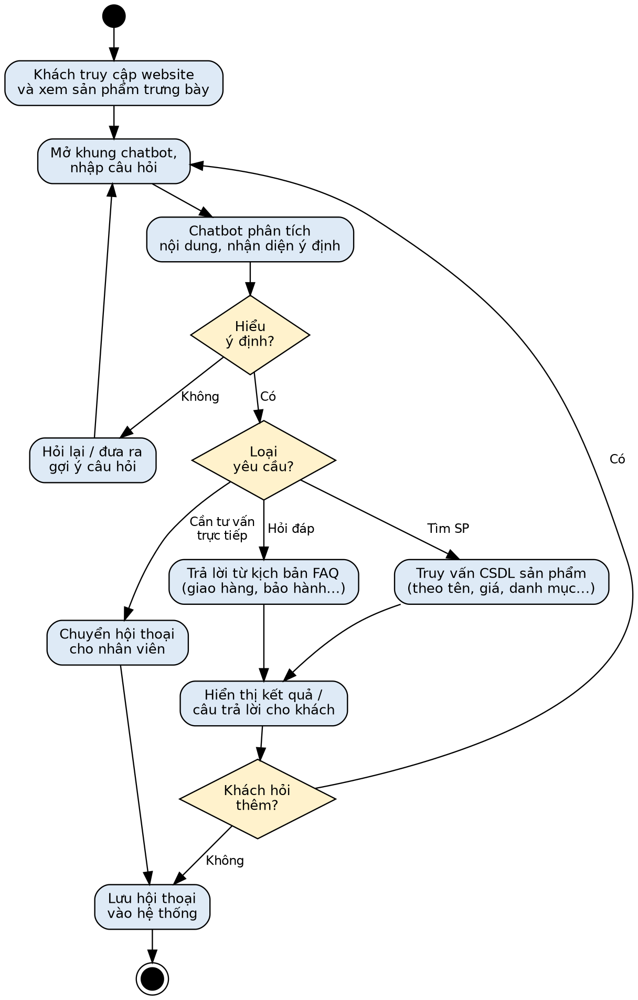 Khách truy cập website
và xem sản phẩm trưng bày
Mở khung chatbot,
nhập câu hỏi
Chatbot phân tích
nội dung, nhận diện ý định
Hiểu
ý định?
Không
Có
Hỏi lại / đưa ra
gợi ý câu hỏi
Loại
yêu cầu?
Có
Cần tư vấn
trực tiếp
Hỏi đáp
Tìm SP
Trả lời từ kịch bản FAQ
(giao hàng, bảo hành...)
Truy vấn CSDL sản phẩm
(theo tên, giá, danh mục...)
Chuyển hội thoại
cho nhân viên
Hiển thị kết quả /
câu trả lời cho khách
Khách hỏi
thêm?
Không
Lưu hội thoại
vào hệ thống